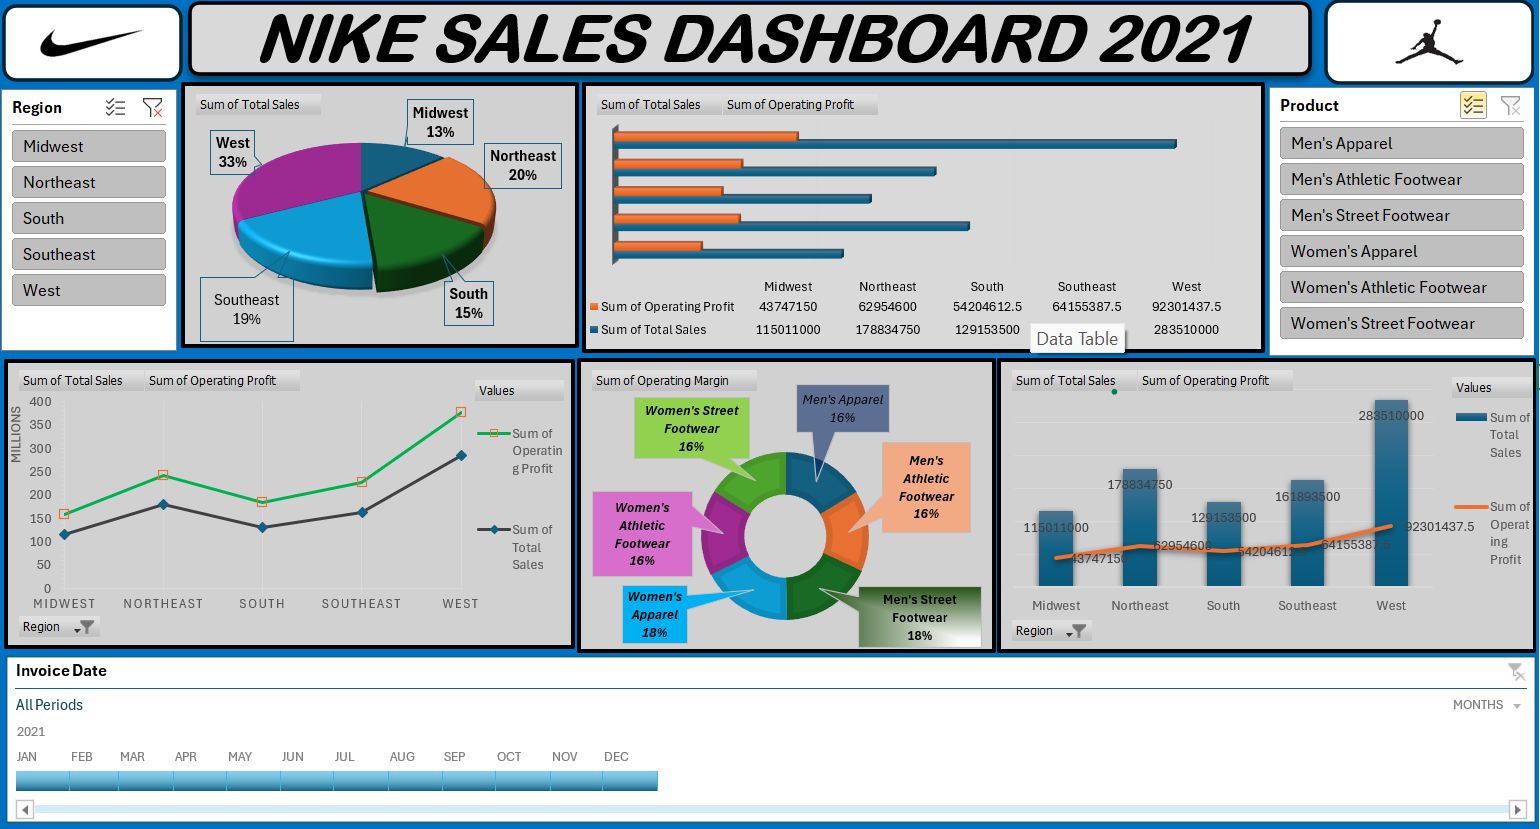 NIKE SALES DASHBOARD 2021
Region
Midwest
Northeast
South
Southeast
West
Sum of Total Sales
Midwest
13%
West
33%
Northeast
20%
Southeast
19%
South
15%
Sum of Total Sales Sum of Operating Profit
Midwest Northeast South Southeast West
Sum of Operating Profit 43747150 62954600 54204612.5 64155387.5 92301437.5
Sum of Total Sales 115011000 178834750 129153500 283510000
Data Table
Product
Men's Apparel
Men's Athletic Footwear
Men's Street Footwear
Women's Apparel
Women's Athletic Footwear
Women's Street Footwear
Sum of Total Sales Sum of Operating Profit
MILLIONS
400
350
300
250
200
150
100
50
0
MIDWEST NORTHEAST SOUTH SOUTHEAST WEST
Values
Sum of
Operatin
g Profit
Sum of
Total
Sales
Region
Sum of Operating Margin
Men's Apparel
16%
Women's Street
Footwear
16%
Men's
Athletic
Footwear
16%
Women's
Athletic
Footwear
16%
Women's
Apparel
18%
Men's Street
Footwear
18%
Sum of Total Sales Sum of Operating Profit
283510000
178834750
161893500
129153500
115011000
92301437.5
43747150
62954600
54204612
64155387.5
Midwest Northeast South Southeast West
Values
Sum of
Total
Sales
Sum of
Operat
ing
Profit
Region
Invoice Date
All Periods
MONTHS
2021
JAN FEB MAR APR MAY JUN JUL AUG SEP OCT NOV DEC